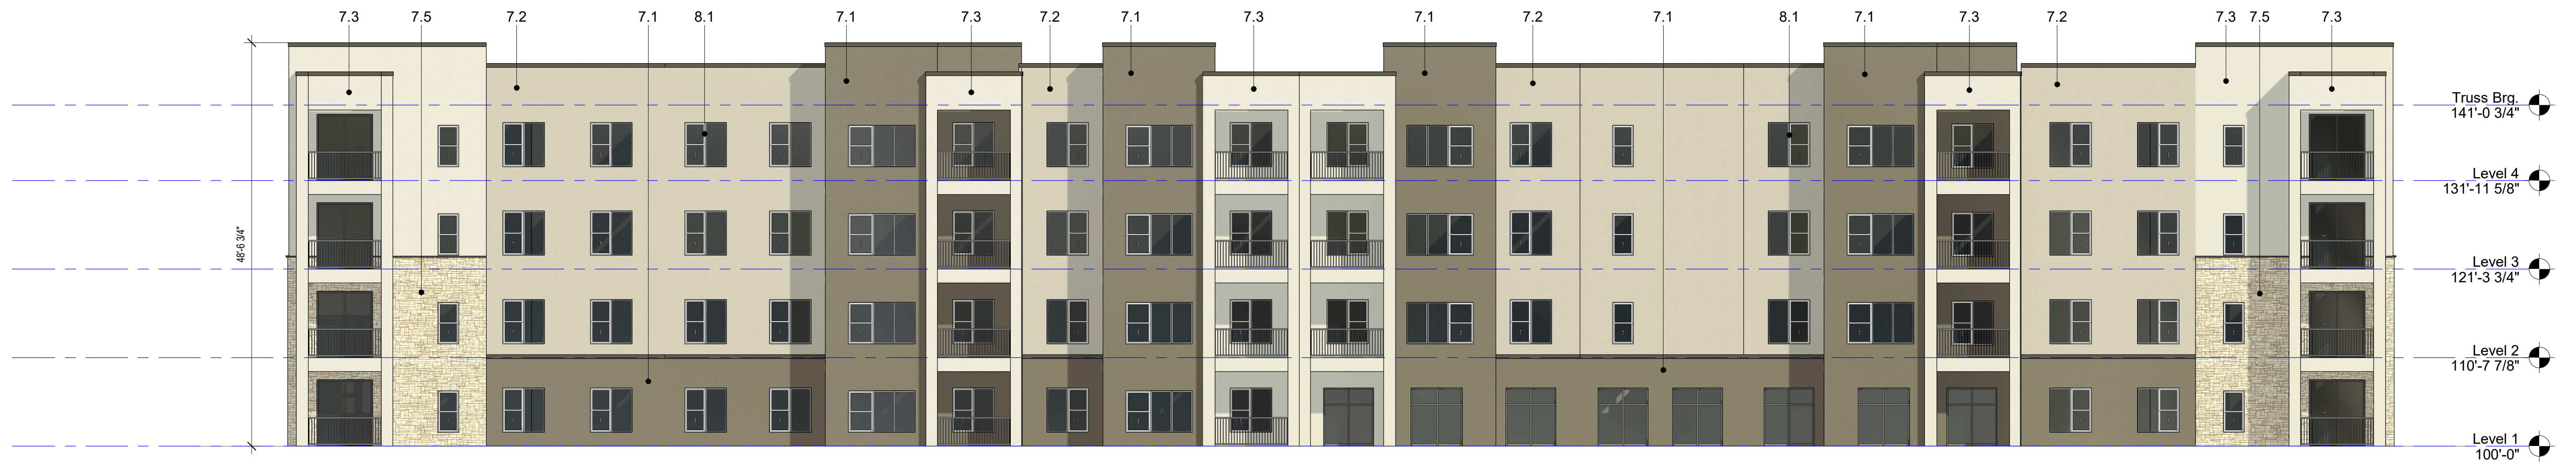 7.3 7.5 7.2 7.1 8.1 7.1 7.3 7.2 7.1 7.3 7.1 7.2 7.1 8.1 7.1 7.3 7.2 7.3 7.5 7.3
Truss Brg.
141'-0 3/4"
Level 4
131'-11 5/8"
48'-6 3/4"
Level 3
121'-3 3/4"
Level 2
110'-7 7/8"
Level 1
100'-0"